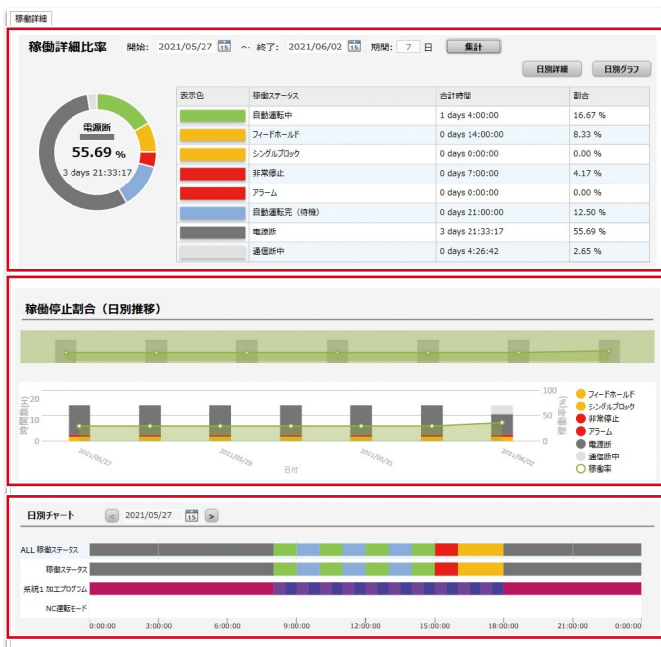 稼働詳細
稼働詳細比率 開始: 2021/05/27 15 ～ 終了: 2021/06/02 15 期間: 7 日 集計
日別詳細 日別グラフ
電源断
55.69 %
3 days 21:33:17
表示色 稼働ステータス 合計時間 割合
自動運転中 1 days 4:00:00 16.67 %
フィードホールド 0 days 14:00:00 8.33 %
シングルブロック 0 days 0:00:00 0.00 %
非常停止 0 days 7:00:00 4.17 %
アラーム 0 days 0:00:00 0.00 %
自動運転完（待機） 0 days 21:00:00 12.50 %
電源断 3 days 21:33:17 55.69 %
通信断中 0 days 4:26:42 2.65 %
稼働停止割合（日別推移）
時間数(H)
20
10
0
100
50
0
稼働率(%)
2021/05/27 2021/05/29 2021/05/31 2021/06/02
日付
フィードホールド
シングルブロック
非常停止
アラーム
電源断
通信断中
稼働率
日別チャート < 2021/05/27 15 >
ALL 稼働ステータス
稼働ステータス
系統1 加工プログラム
NC運転モード
0:00:00 3:00:00 6:00:00 9:00:00 12:00:00 15:00:00 18:00:00 21:00:00 0:00:00